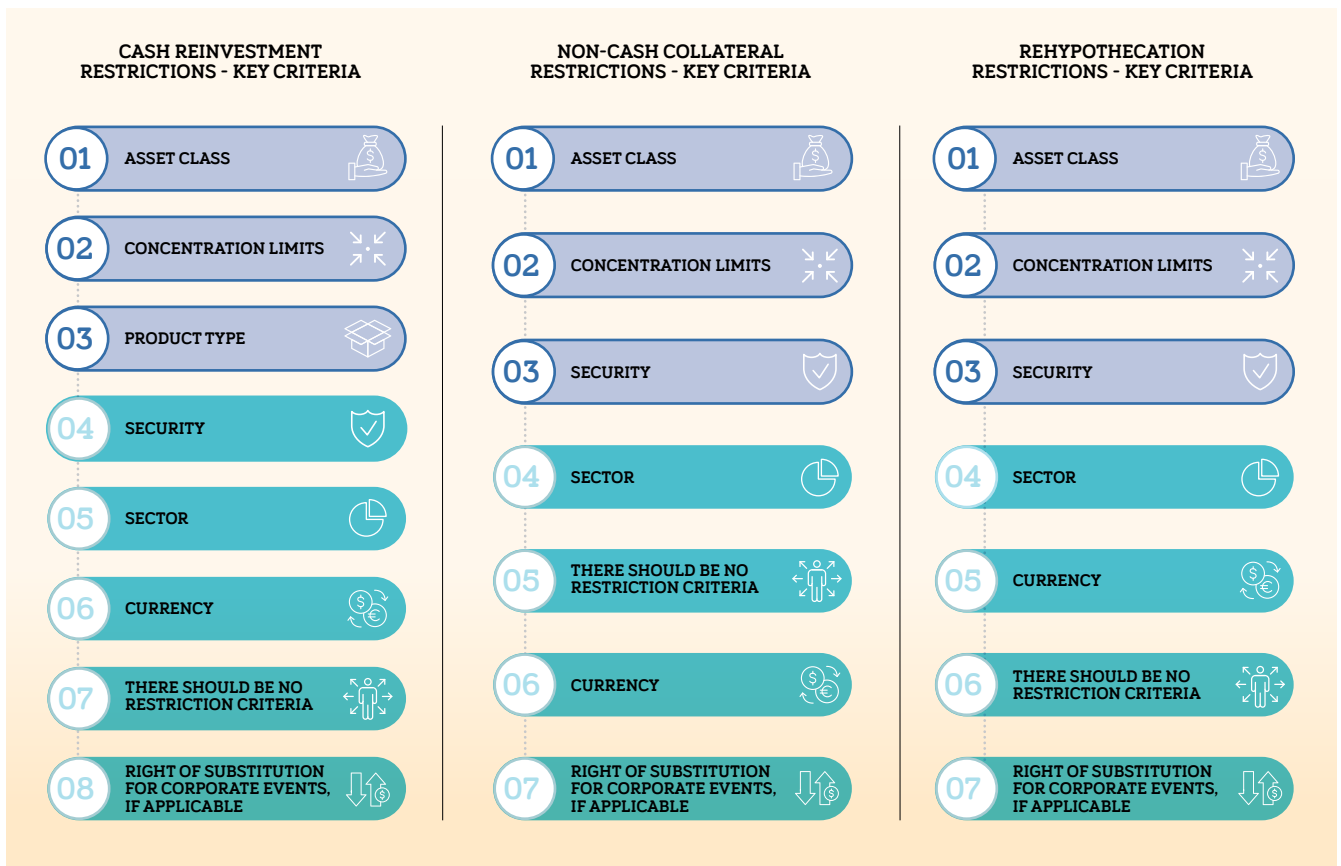 CASH REINVESTMENT
RESTRICTIONS - KEY CRITERIA
01
ASSET CLASS
$
02
CONCENTRATION LIMITS
03
PRODUCT TYPE
04
SECURITY
05
SECTOR
06
CURRENCY
$
€
07
THERE SHOULD BE NO
RESTRICTION CRITERIA
08
RIGHT OF SUBSTITUTION
FOR CORPORATE EVENTS,
IF APPLICABLE
$
NON-CASH COLLATERAL
RESTRICTIONS - KEY CRITERIA
01
ASSET CLASS
$
02
CONCENTRATION LIMITS
03
SECURITY
04
SECTOR
05
THERE SHOULD BE NO
RESTRICTION CRITERIA
06
CURRENCY
$
€
07
RIGHT OF SUBSTITUTION
FOR CORPORATE EVENTS,
IF APPLICABLE
$
REHYPOTHECATION
RESTRICTIONS - KEY CRITERIA
01
ASSET CLASS
$
02
CONCENTRATION LIMITS
03
SECURITY
04
SECTOR
05
CURRENCY
$
€
06
THERE SHOULD BE NO
RESTRICTION CRITERIA
07
RIGHT OF SUBSTITUTION
FOR CORPORATE EVENTS,
IF APPLICABLE
$